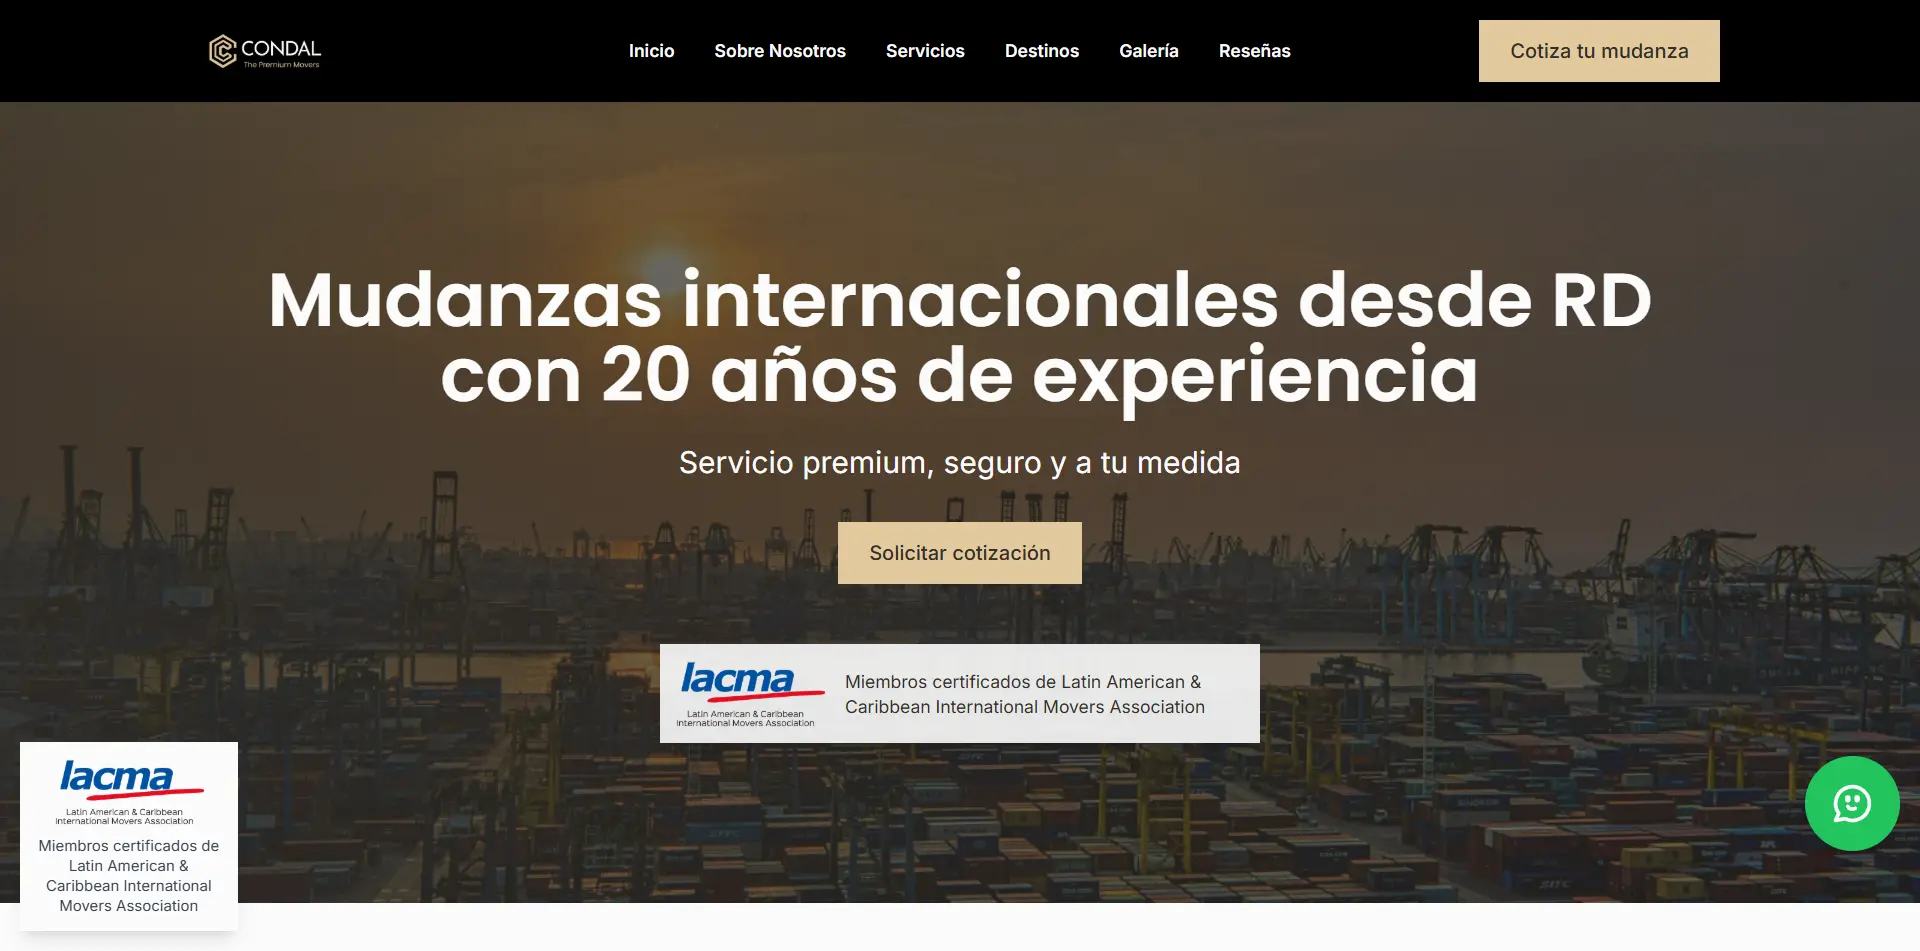 CONDAL
The Premium Movers
Inicio
Sobre Nosotros
Servicios
Destinos
Galería
Reseñas
Cotiza tu mudanza
Mudanzas internacionales desde RD
con 20 años de experiencia
Servicio premium, seguro y a tu medida
Solicitar cotización
lacma
Latin American & Caribbean
International Movers Association
Miembros certificados de Latin American &
Caribbean International Movers Association
lacma
Latin American & Caribbean
International Movers Association
Miembros certificados de
Latin American &
Caribbean International
Movers Association